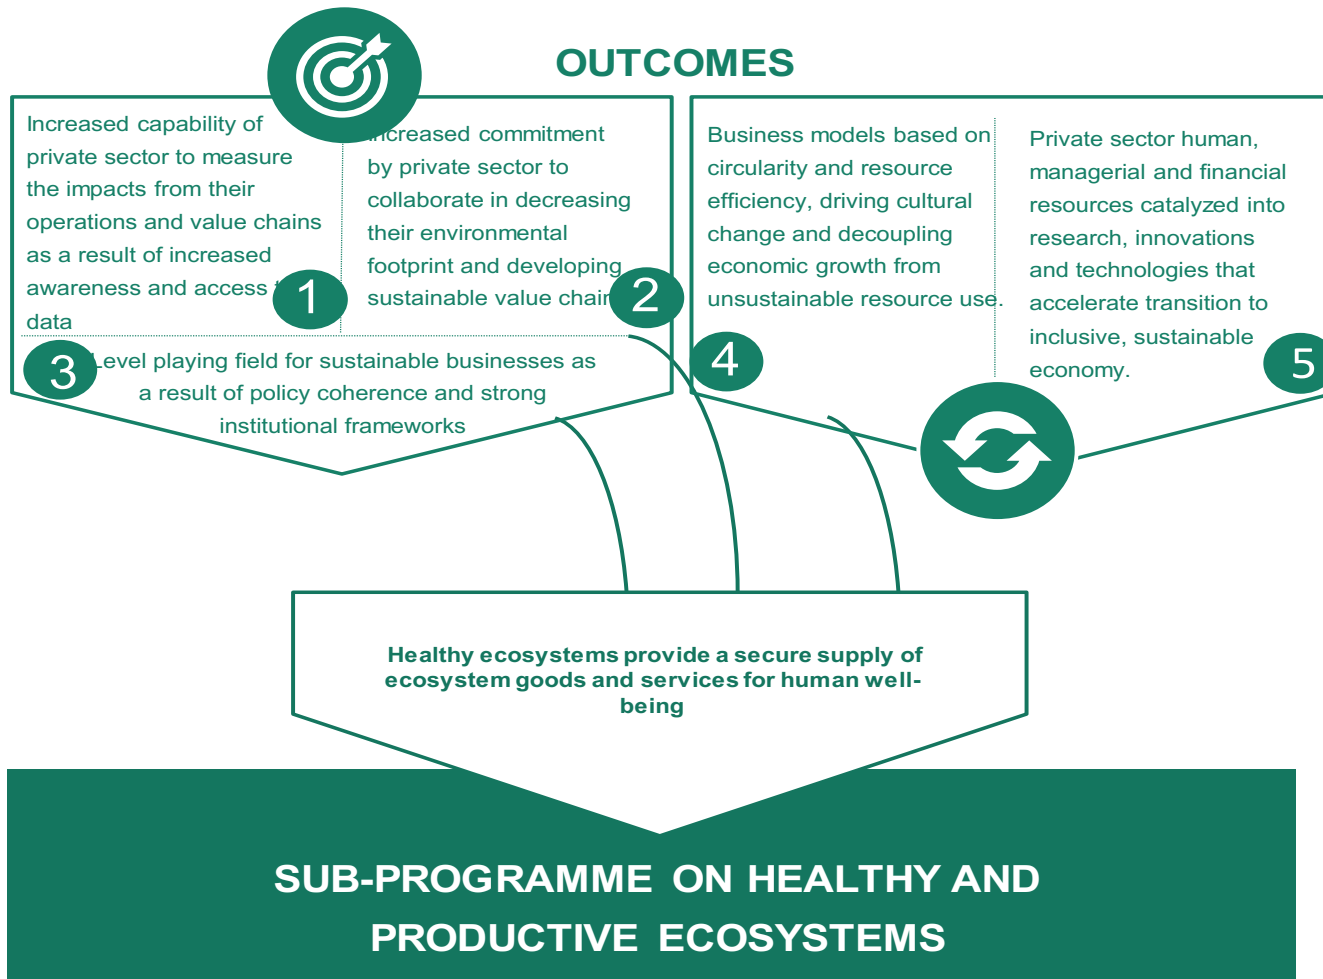 OUTCOMES
Increased capability of
private sector to measure
the impacts from their
operations and value chains
as a result of increased
awareness and access
data
1
Increased commitment
by private sector to
collaborate in decreasing
their environmental
footprint and developing
sustainable value chain
2
3
Level playing field for sustainable businesses as
a result of policy coherence and strong
institutional frameworks
Business models based on
circularity and resource
efficiency, driving cultural
change and decoupling
economic growth from
unsustainable resource use.
4
Private sector human,
managerial and financial
resources catalyzed into
research, innovations
and technologies that
accelerate transition to
inclusive, sustainable
economy.
5
Healthy ecosystems provide a secure supply of
ecosystem goods and services for human well-
being
SUB-PROGRAMME ON HEALTHY AND
PRODUCTIVE ECOSYSTEMS